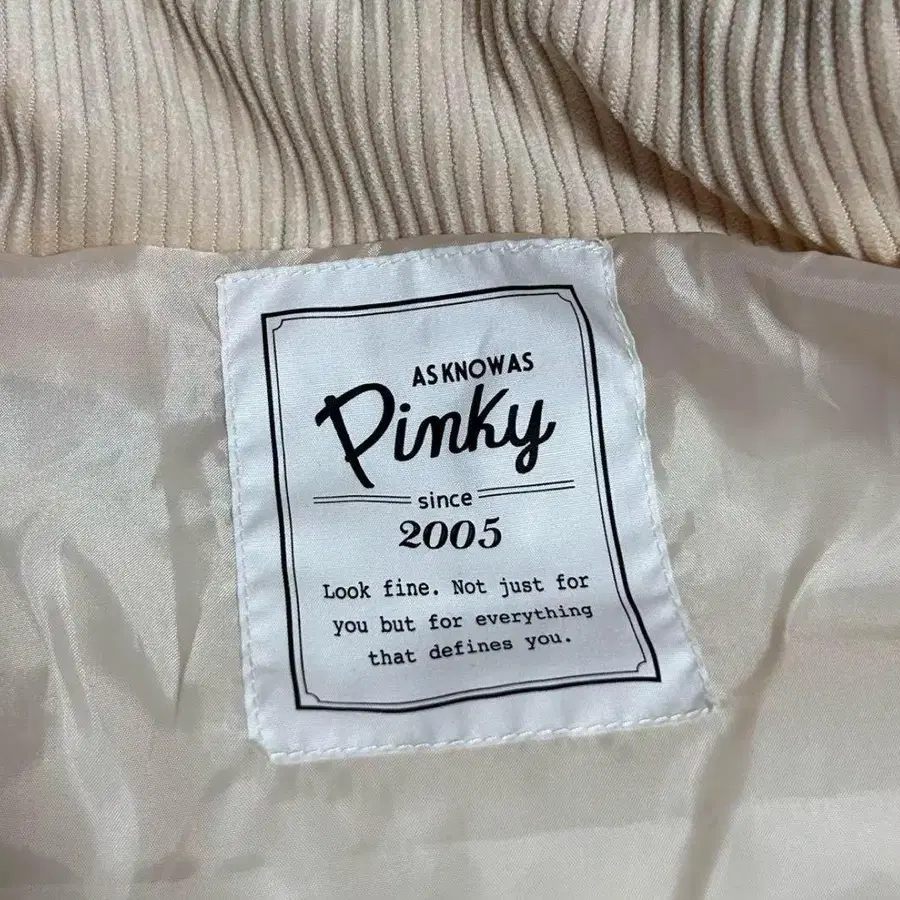 AS KNOW AS
Pinky
since
2005
Look fine. Not just for
you but for everything
that defines you.